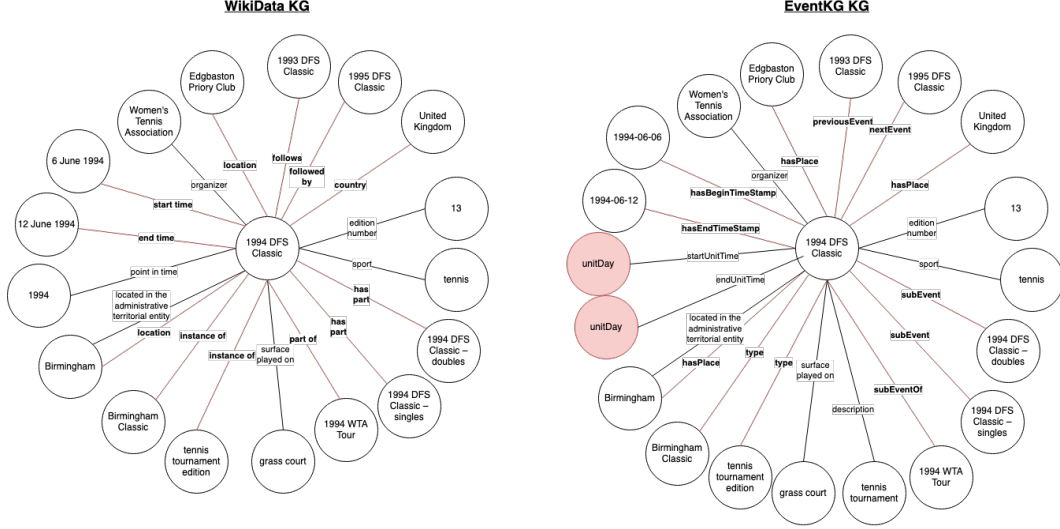 WikiData KG
1993 DFS
Classic
1995 DFS
Classic
Edgbaston
Priory Club
United
Kingdom
Women's
Tennis
Association
6 June 1994
12 June 1994
1994
Birmingham
Birmingham
Classic
tennis
tournament
edition
grass court
1994 WTA
Tour
1994 DFS
Classic –
singles
1994 DFS
Classic –
doubles
tennis
13
1994 DFS
Classic
location
follows
followed
by
country
organizer
start time
end time
point in time
located in the
administrative
territorial entity
location
instance of
instance of
surface
played on
part of
has
part
has
part
sport
edition
number
EventKG KG
1993 DFS
Classic
1995 DFS
Classic
Edgbaston
Priory Club
United
Kingdom
Women's
Tennis
Association
1994-06-06
1994-06-12
unitDay
unitDay
Birmingham
Birmingham
Classic
tennis
tournament
edition
grass court
tennis
tournament
1994 WTA
Tour
1994 DFS
Classic –
singles
1994 DFS
Classic –
doubles
tennis
13
1994 DFS
Classic
previousEvent
nextEvent
hasPlace
hasPlace
organizer
hasBeginTimeStamp
hasEndTimeStamp
startUnitTime
endUnitTime
located in the
administrative
territorial entity
hasPlace
type
type
surface
played on
description
subEventOf
subEvent
subEvent
sport
edition
number